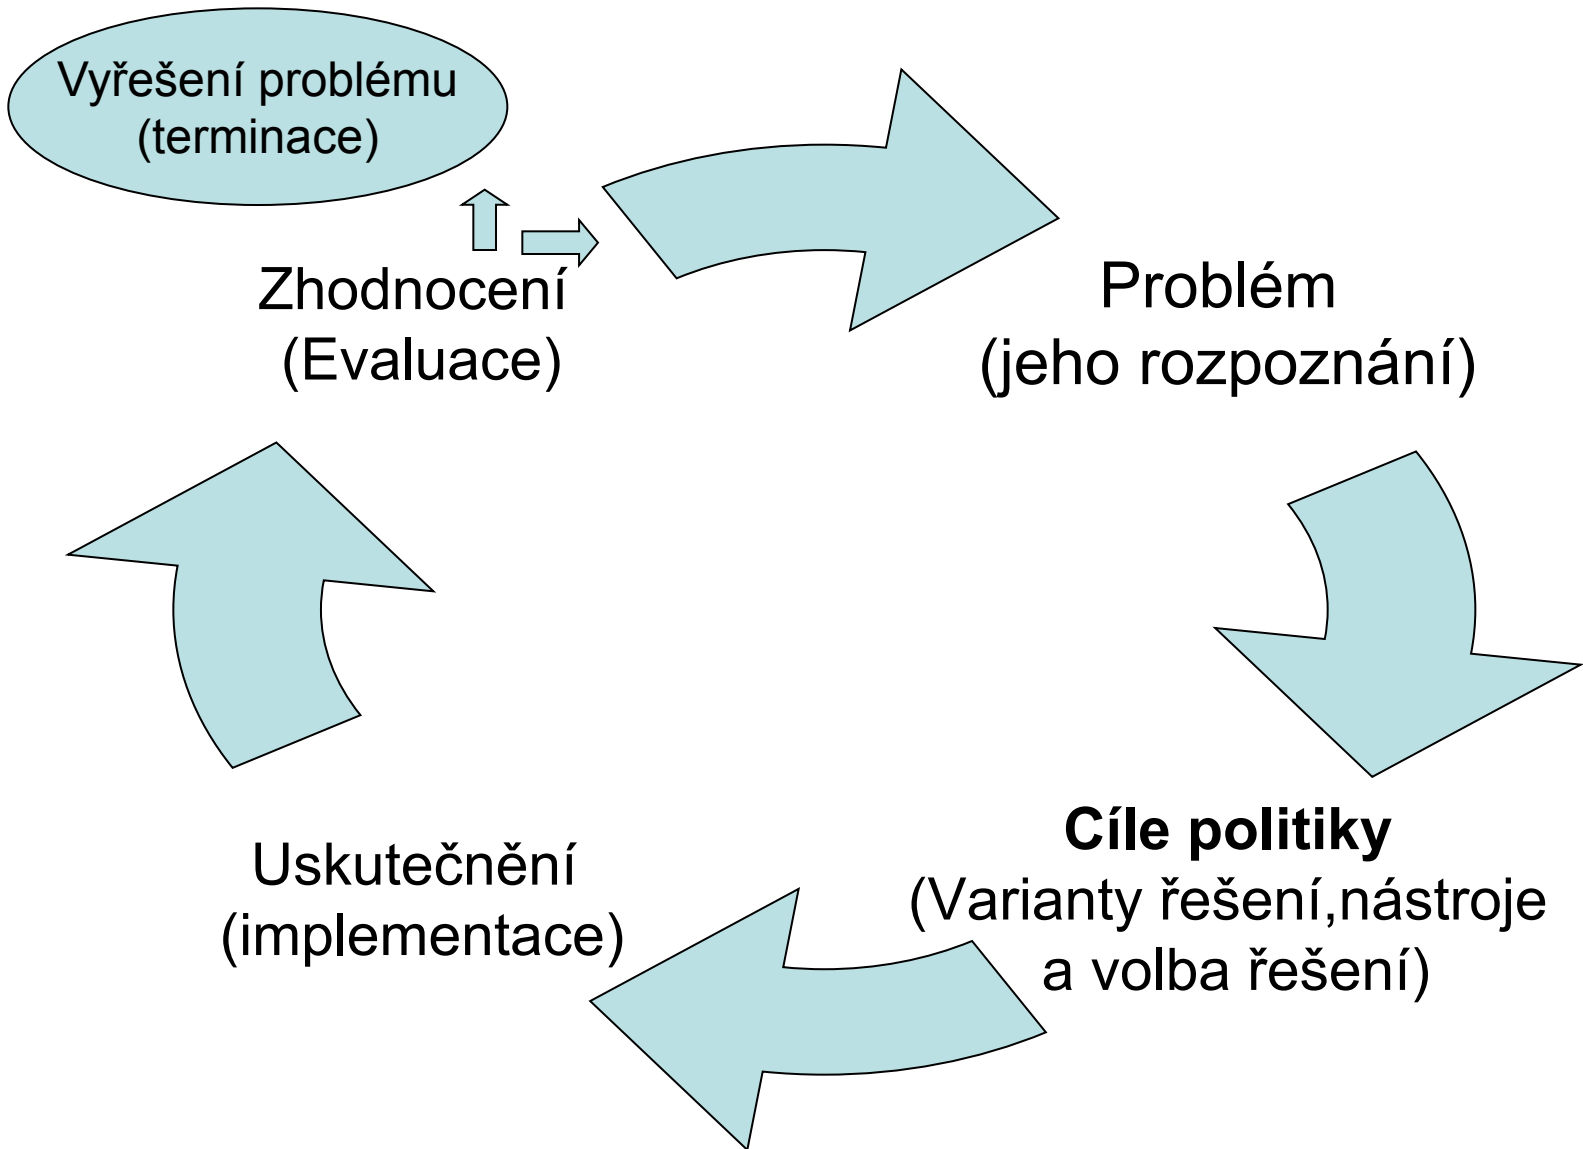 Vyřešení problému
(terminace)
Zhodnocení
(Evaluace)
Problém
(jeho rozpoznání)
Cíle politiky
(Varianty řešení,nástroje
a volba řešení)
Uskutečnění
(implementace)